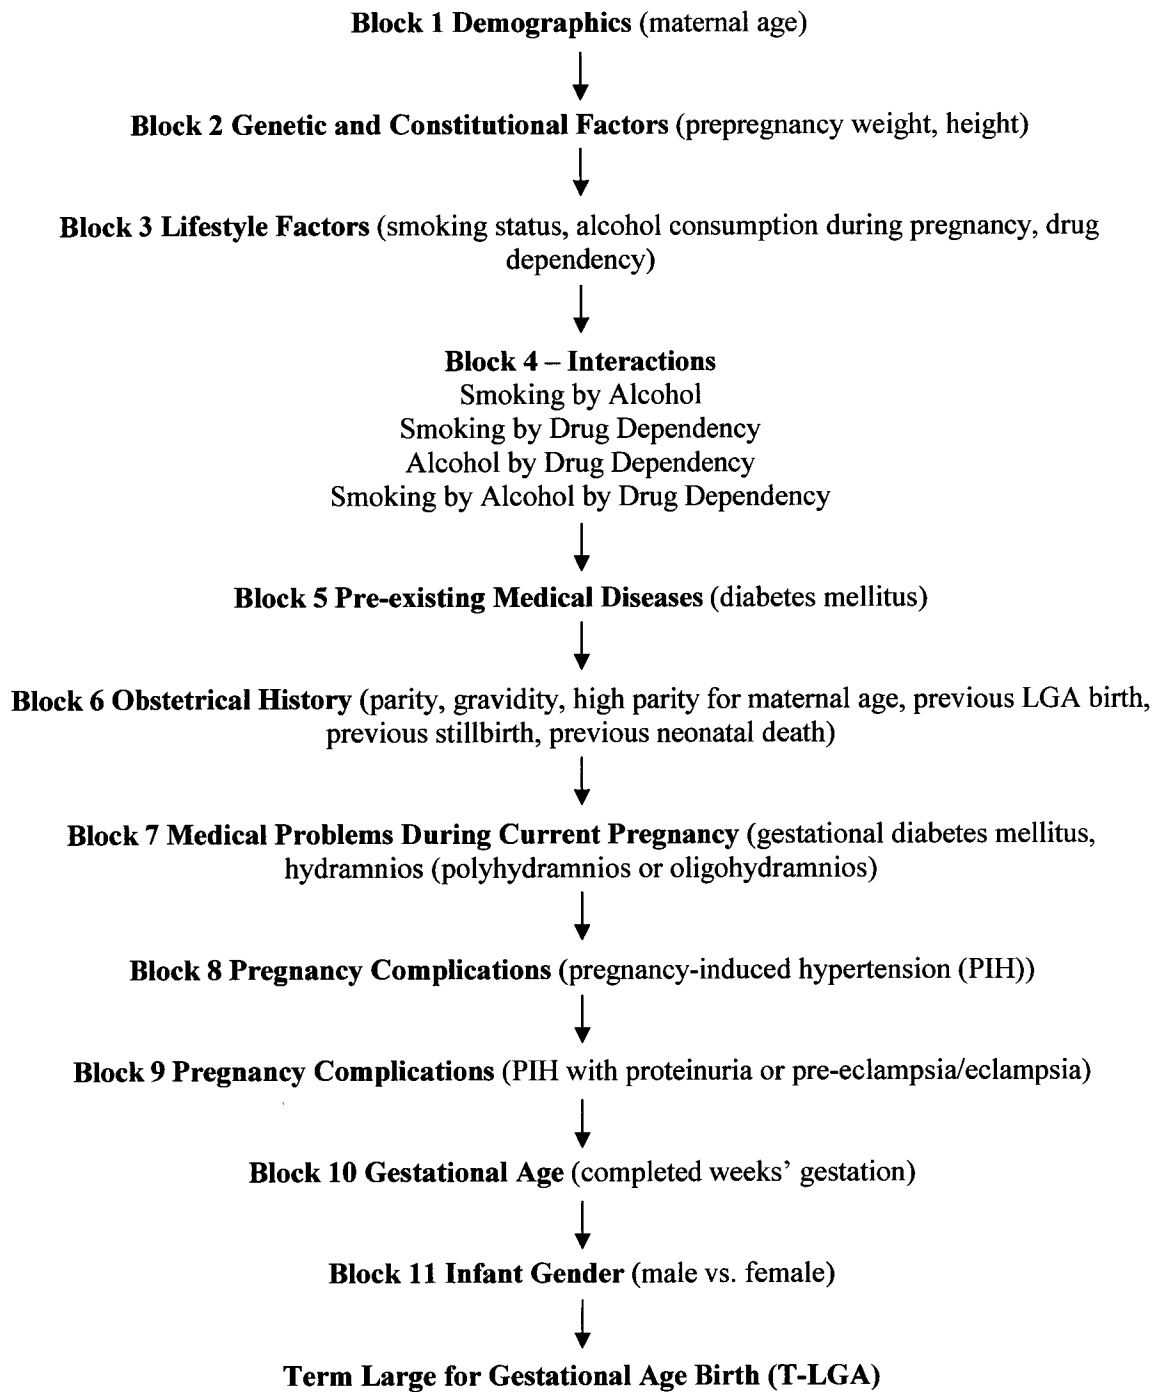 Block 1 Demographics (maternal age)
Block 2 Genetic and Constitutional Factors (prepregnancy weight, height)
Block 3 Lifestyle Factors (smoking status, alcohol consumption during pregnancy, drug
dependency)
Block 4 – Interactions
Smoking by Alcohol
Smoking by Drug Dependency
Alcohol by Drug Dependency
Smoking by Alcohol by Drug Dependency
Block 5 Pre-existing Medical Diseases (diabetes mellitus)
Block 6 Obstetrical History (parity, gravidity, high parity for maternal age, previous LGA birth,
previous stillbirth, previous neonatal death)
Block 7 Medical Problems During Current Pregnancy (gestational diabetes mellitus,
hydramnios (polyhydramnios or oligohydramnios)
Block 8 Pregnancy Complications (pregnancy-induced hypertension (PIH))
Block 9 Pregnancy Complications (PIH with proteinuria or pre-eclampsia/eclampsia)
Block 10 Gestational Age (completed weeks’ gestation)
Block 11 Infant Gender (male vs. female)
Term Large for Gestational Age Birth (T-LGA)